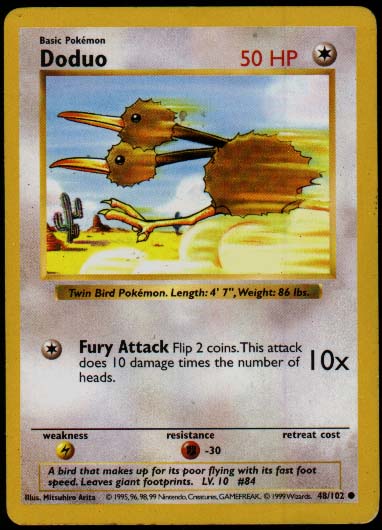 Basic Pokémon
Doduo 50 HP
Twin Bird Pokémon. Length: 4' 7", Weight: 86 lbs.
Fury Attack Flip 2 coins. This attack
does 10 damage times the number of
heads.
10x
weakness resistance retreat cost
-30
A bird that makes up for its poor flying with its fast foot
speed. Leaves giant footprints. LV. 10 #84
Illus. Mitsuhiro Arita © 1995, 96, 98, 99 Nintendo, Creatures, GAMEFREAK. © 1999 Wizards. 48/102